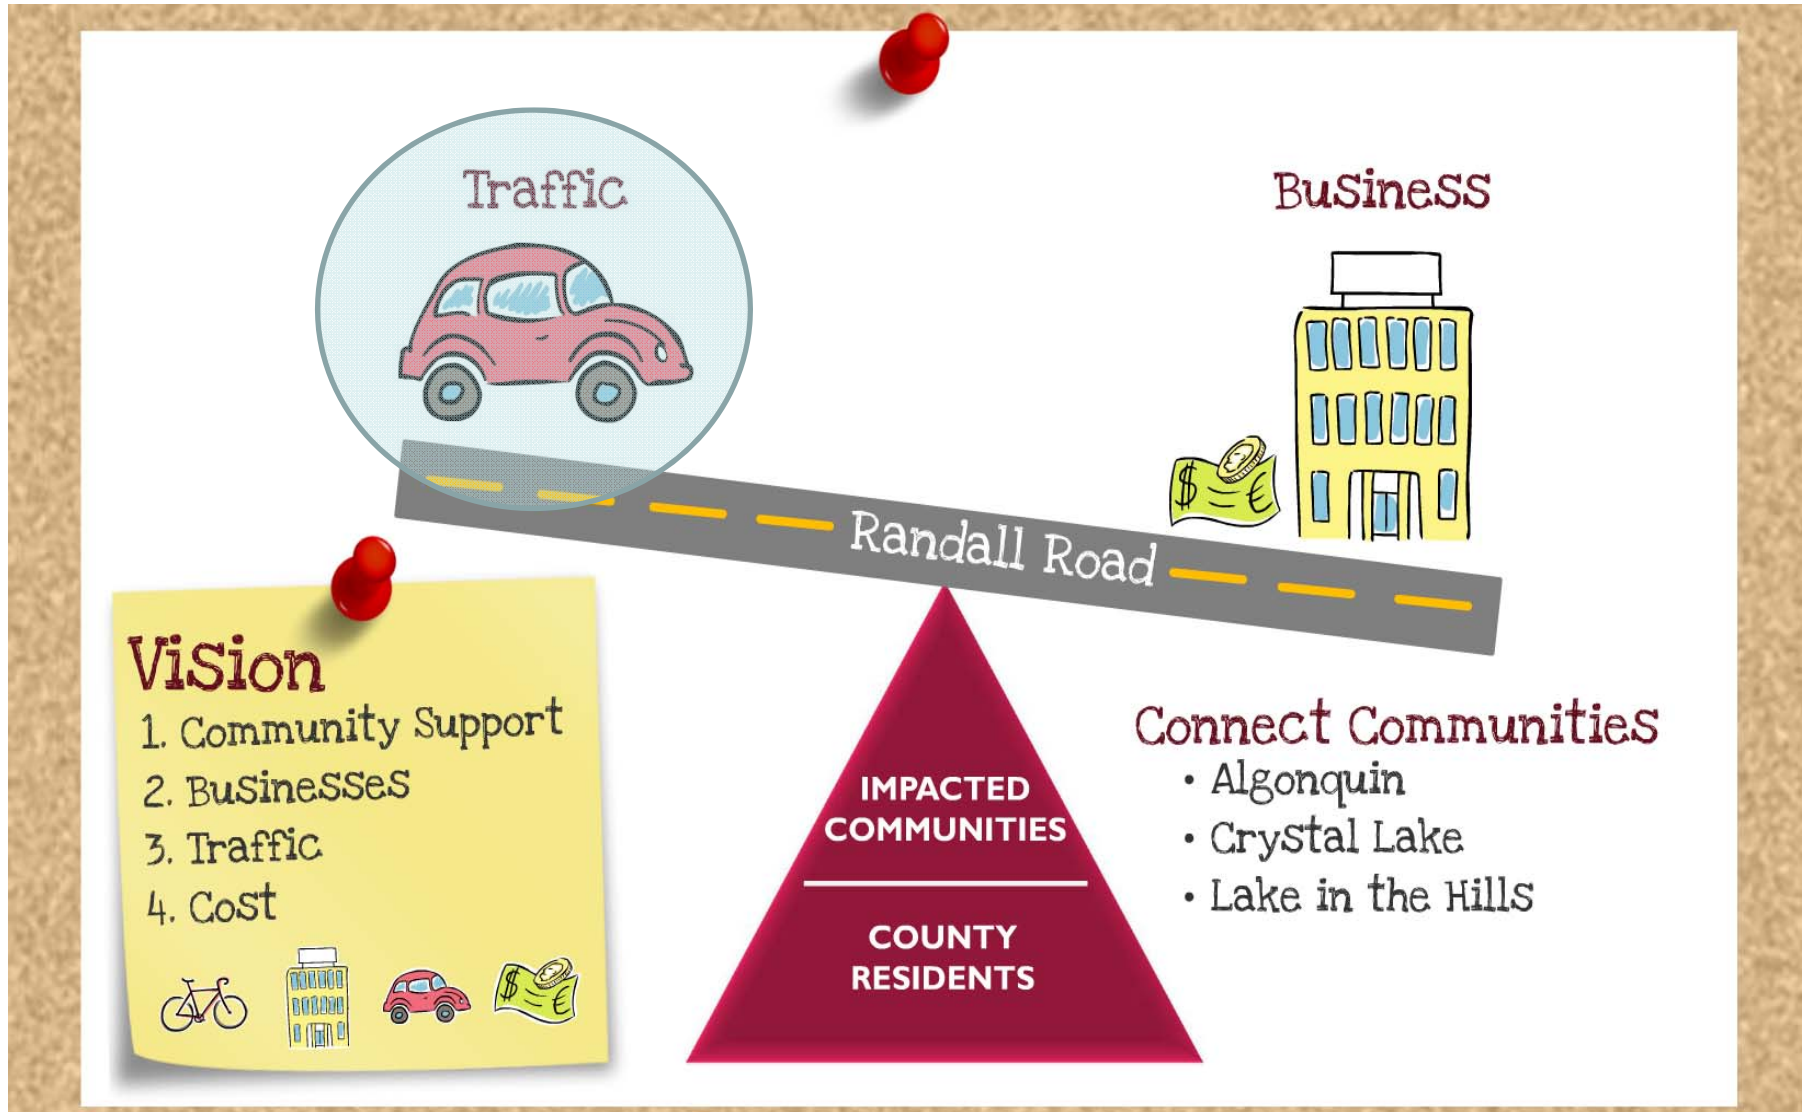 Traffic
Business
Randall Road
Vision
1. Community Support
2. Businesses
3. Traffic
4. Cost
IMPACTED
COMMUNITIES
COUNTY
RESIDENTS
Connect Communities
• Algonquin
• Crystal Lake
• Lake in the Hills
$ €
$ €